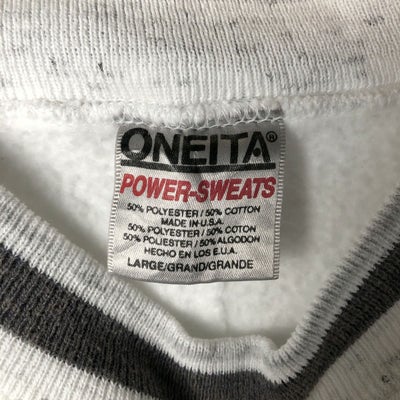 ONEITA®
POWER-SWEATS
50% POLYESTER / 50% COTTON
MADE IN U.S.A.
50% POLYESTER / 50% COTTON
50% POLIESTER / 50% ALGODON
HECHO EN LOS E.U.A.
LARGE/GRAND/GRANDE